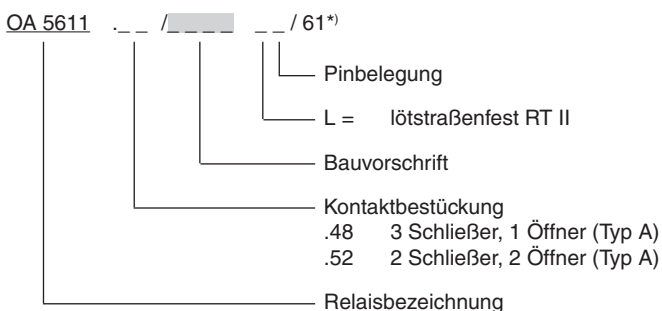 OA 5611 ._ _ /_ _ _ _ _ _ / 61*)
Pinbelegung
L = lötstraßenfest RT II
Bauvorschrift
Kontaktbestückung
.48 3 Schließer, 1 Öffner (Typ A)
.52 2 Schließer, 2 Öffner (Typ A)
Relaisbezeichnung